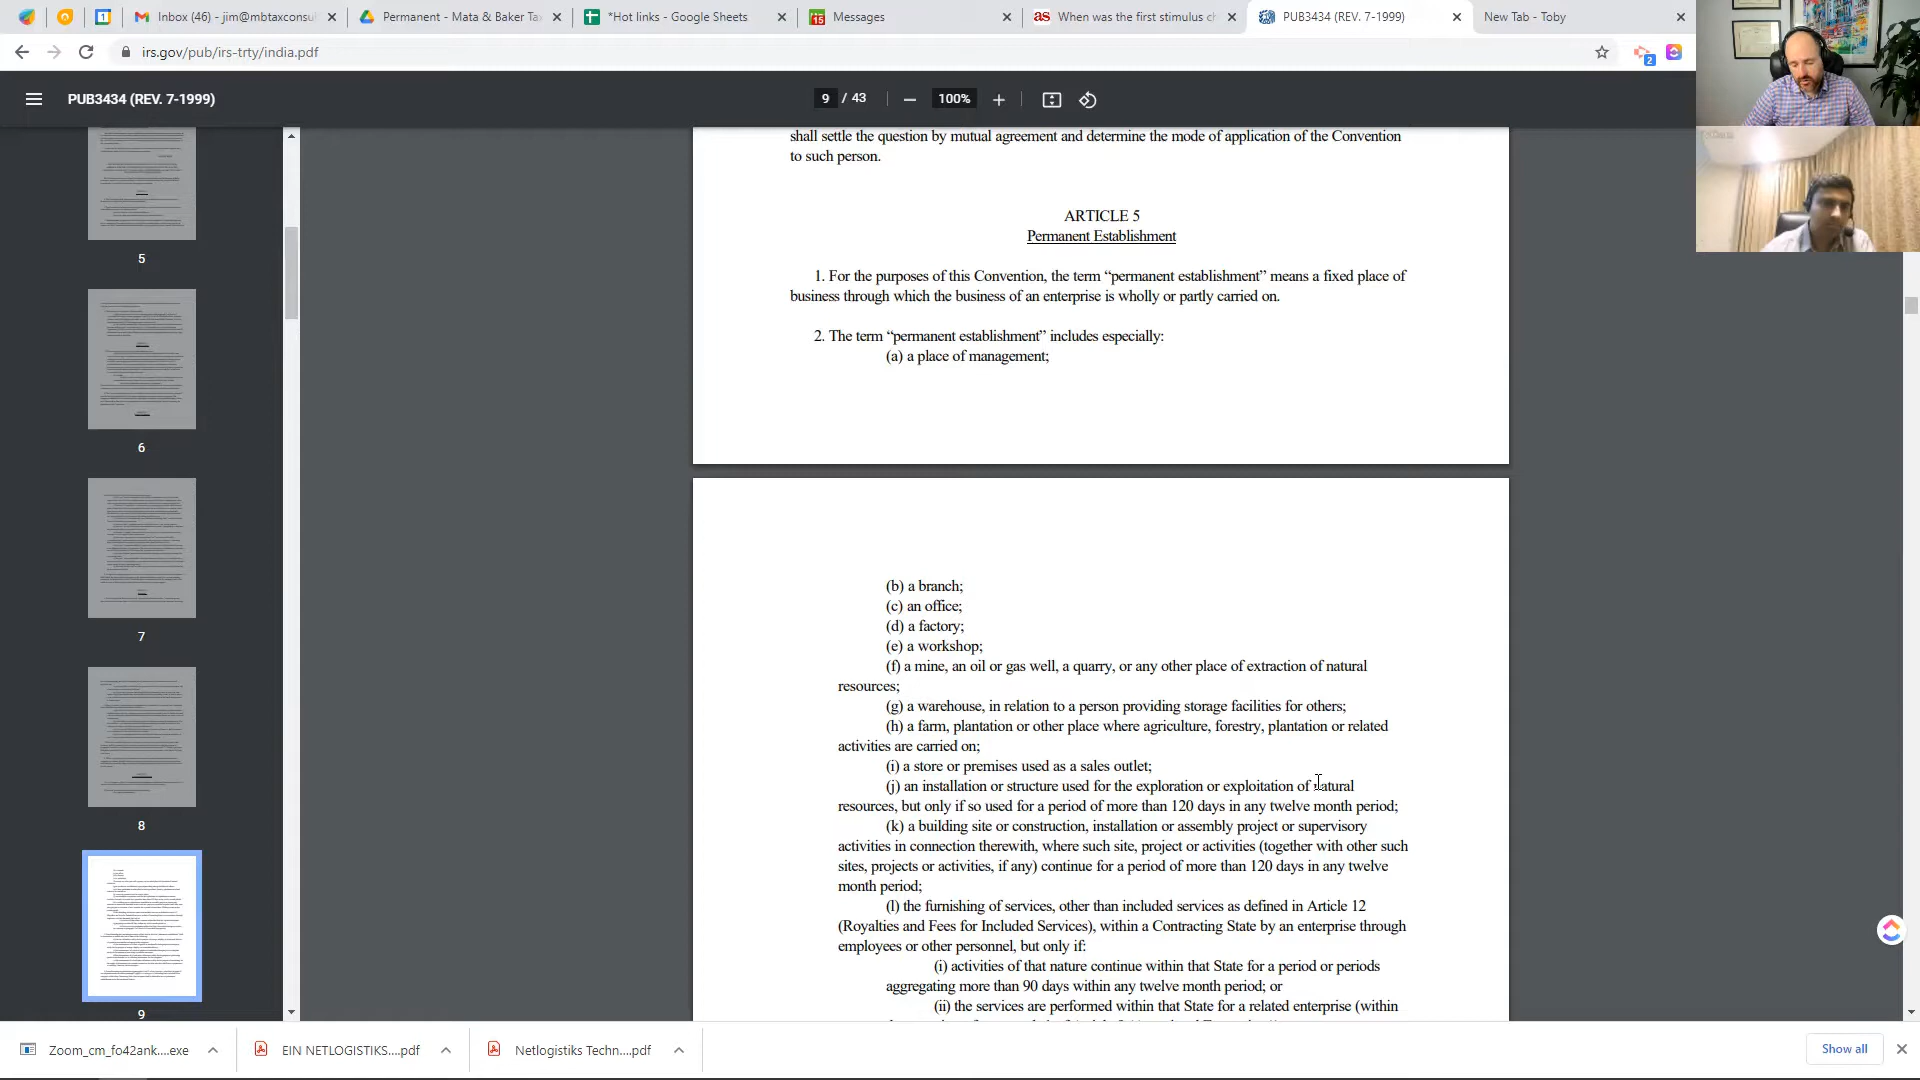 Inbox (46) - jim@mbtaxconsu
Permanent - Mata & Baker Ta
*Hot links - Google Sheets
Messages
When was the first stimulus c
PUB3434 (REV. 7-1999)
New Tab - Toby
irs.gov/pub/irs-trty/india.pdf
2
PUB3434 (REV. 7-1999)
9 / 43
100%
5
6
7
8
9
shall settle the question by mutual agreement and determine the mode of application of the Convention
to such person.
ARTICLE 5
Permanent Establishment
1. For the purposes of this Convention, the term “permanent establishment” means a fixed place of
business through which the business of an enterprise is wholly or partly carried on.
2. The term “permanent establishment” includes especially:
(a) a place of management;
(b) a branch;
(c) an office;
(d) a factory;
(e) a workshop;
(f) a mine, an oil or gas well, a quarry, or any other place of extraction of natural
resources;
(g) a warehouse, in relation to a person providing storage facilities for others;
(h) a farm, plantation or other place where agriculture, forestry, plantation or related
activities are carried on;
(i) a store or premises used as a sales outlet;
(j) an installation or structure used for the exploration or exploitation of natural
resources, but only if so used for a period of more than 120 days in any twelve month period;
(k) a building site or construction, installation or assembly project or supervisory
activities in connection therewith, where such site, project or activities (together with other such
sites, projects or activities, if any) continue for a period of more than 120 days in any twelve
month period;
(l) the furnishing of services, other than included services as defined in Article 12
(Royalties and Fees for Included Services), within a Contracting State by an enterprise through
employees or other personnel, but only if:
(i) activities of that nature continue within that State for a period or periods
aggregating more than 90 days within any twelve month period; or
(ii) the services are performed within that State for a related enterprise (within
Zoom_cm_fo42ank....exe
EIN NETLOGISTIKS....pdf
Netlogistiks Techn....pdf
Show all